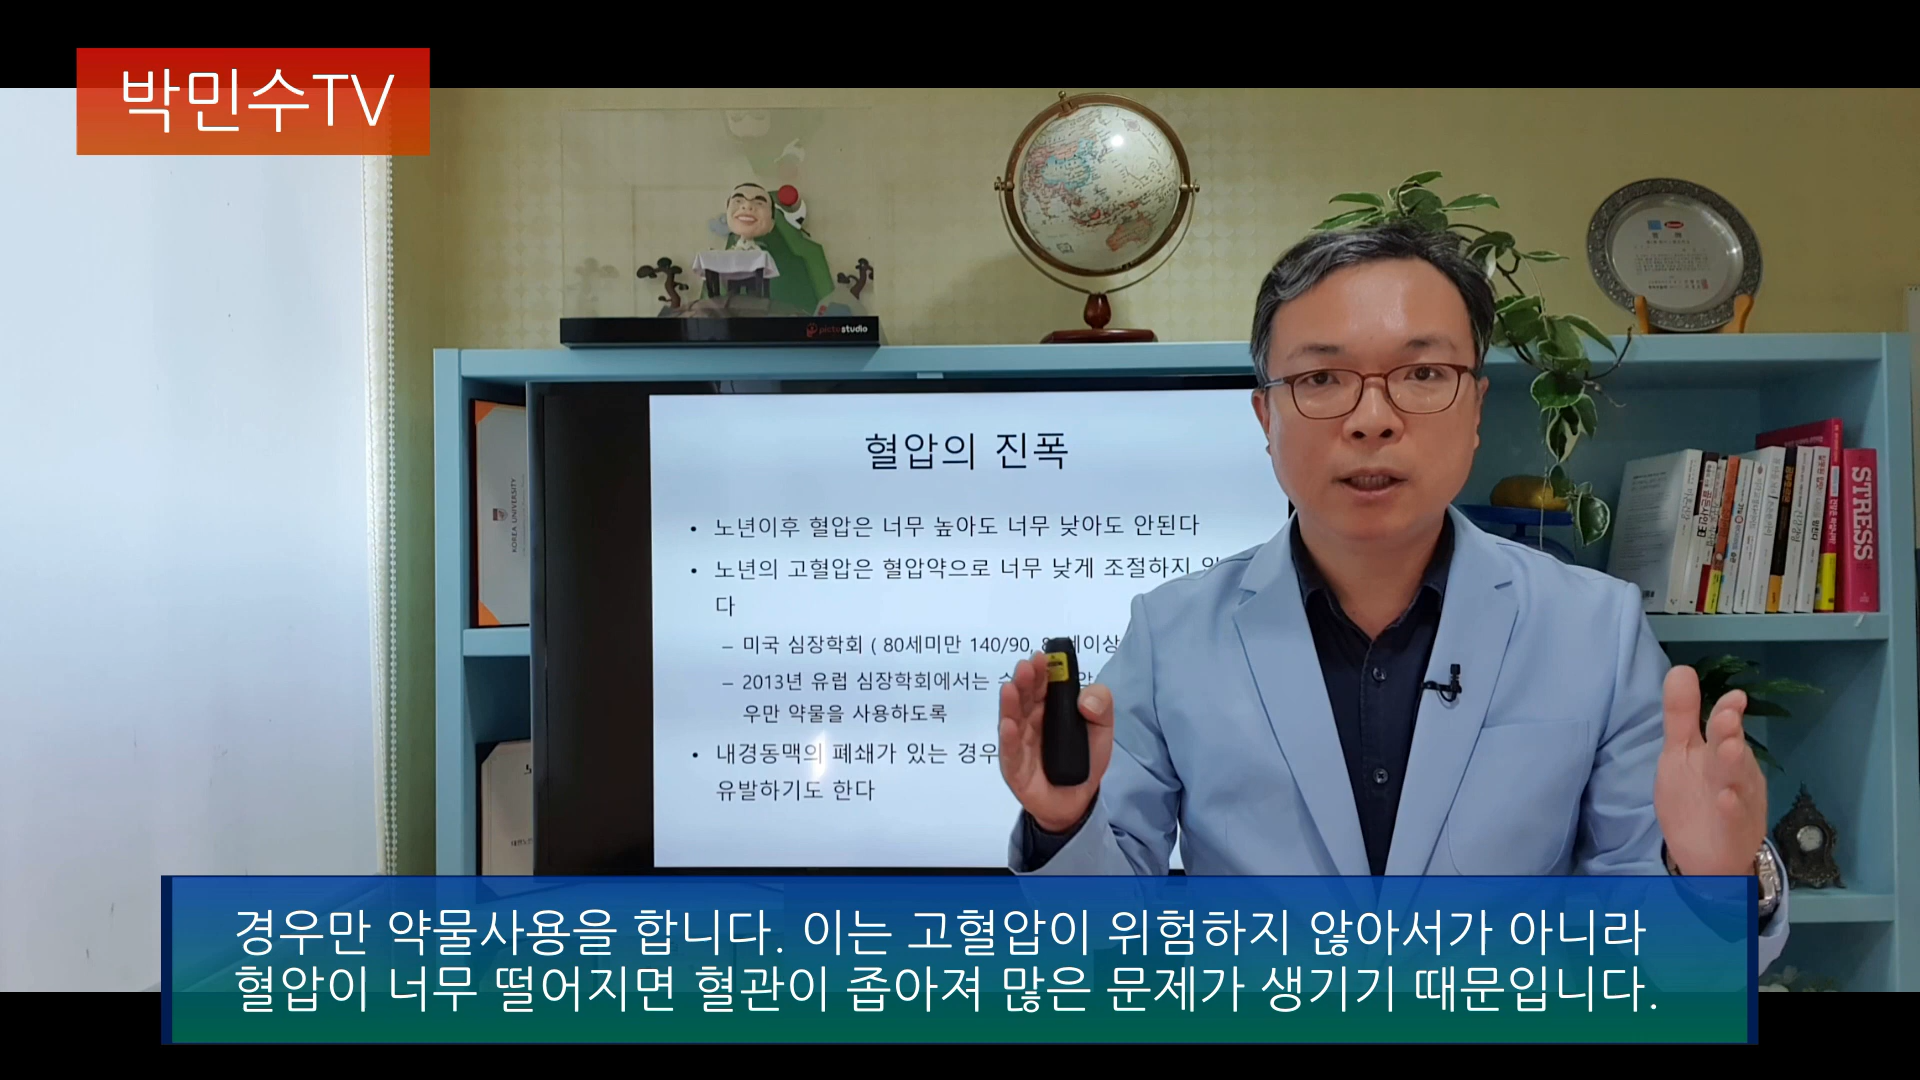 박민수TV
pictostudio
혈압의 진폭
• 노년이후 혈압은 너무 높아도 너무 낮아도 안된다
• 노년의 고혈압은 혈압약으로 너무 낮게 조절하지
다
– 미국 심장학회 ( 80세미만 140/90,
– 2013년 유럽 심장학회에서는
우만 약물을 사용하도록
• 내경동맥의 폐쇄가 있는 경우
유발하기도 한다
KOREA UNIVERSITY
STRESS
경우만 약물사용을 합니다. 이는 고혈압이 위험하지 않아서가 아니라
혈압이 너무 떨어지면 혈관이 좁아져 많은 문제가 생기기 때문입니다.